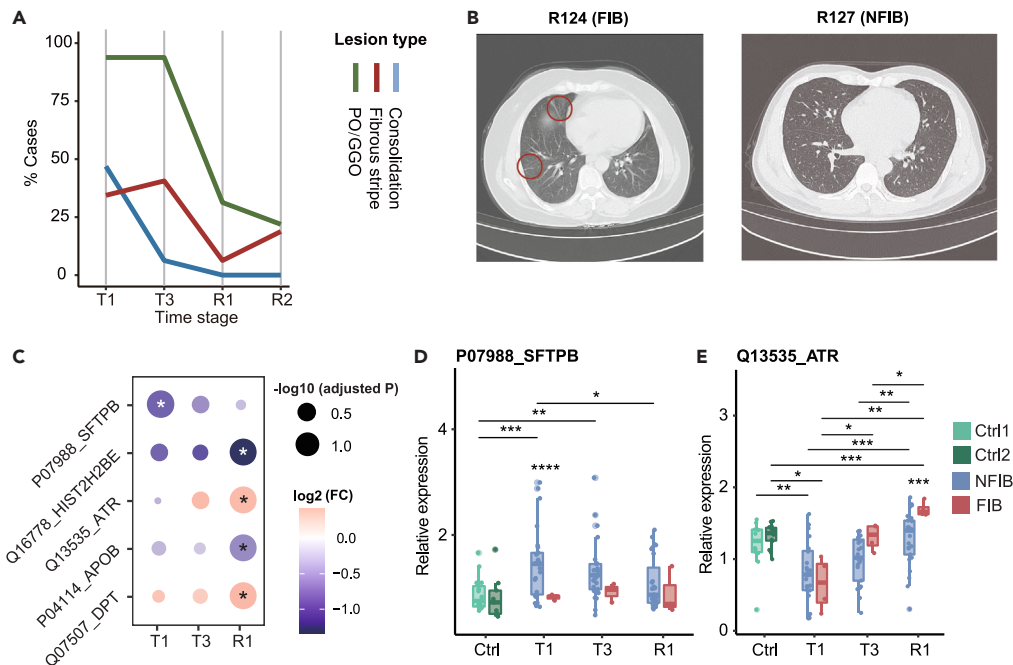 A
100
75
50
25
0
% Cases
T1 T3 R1 R2
Time stage
Lesion type
PO/GGO
Fibrous stripe
Consolidation
B
R124 (FIB)
R127 (NFIB)
C
*
*
*
*
*
P07988_SFTPB
Q16778_HIST2H2BE
Q13535_ATR
P04114_APOB
Q07507_DPT
T1 T3 R1
-log10 (adjusted P)
0.5
1.0
log2 (FC)
0.0
−0.5
−1.0
D
P07988_SFTPB
Relative expression
4
2
*
**
***
****
Ctrl T1 T3 R1
E
Q13535_ATR
Relative expression
3
2
1
0
*
**
**
*
***
***
*
**
***
Ctrl T1 T3 R1
Ctrl1
Ctrl2
NFIB
FIB